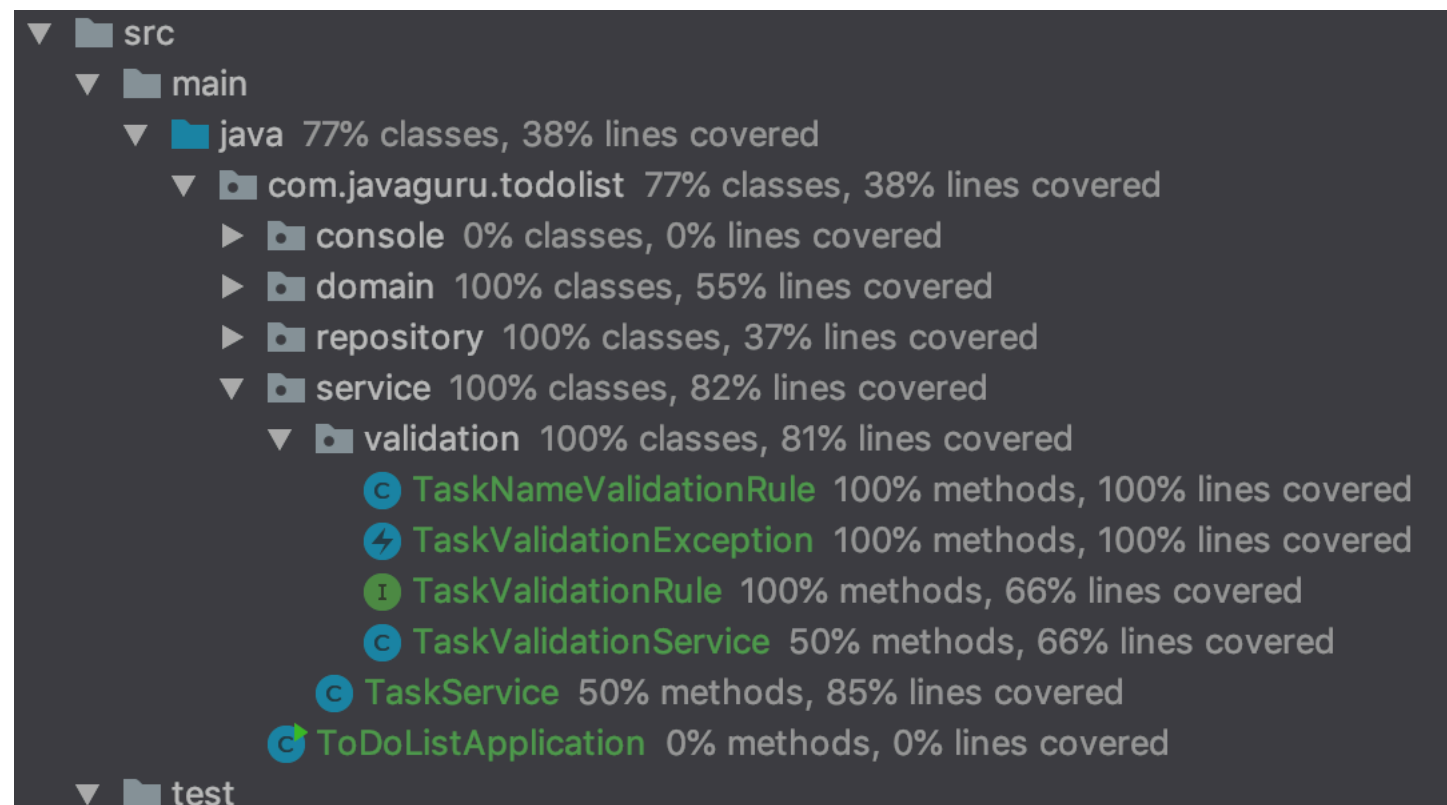 src
main
java 77% classes, 38% lines covered
com.javaguru.todolist 77% classes, 38% lines covered
console 0% classes, 0% lines covered
domain 100% classes, 55% lines covered
repository 100% classes, 37% lines covered
service 100% classes, 82% lines covered
validation 100% classes, 81% lines covered
C TaskNameValidationRule 100% methods, 100% lines covered
TaskValidationException 100% methods, 100% lines covered
I TaskValidationRule 100% methods, 66% lines covered
C TaskValidationService 50% methods, 66% lines covered
C TaskService 50% methods, 85% lines covered
C ToDoListApplication 0% methods, 0% lines covered
test